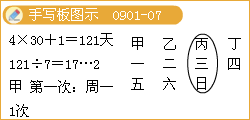 手写板图示 0901-07
4×30＋1＝121天
121÷7＝17…2
甲 第一次：周一
1次
甲 乙 丙 丁
一 二 三 四
五 六 日